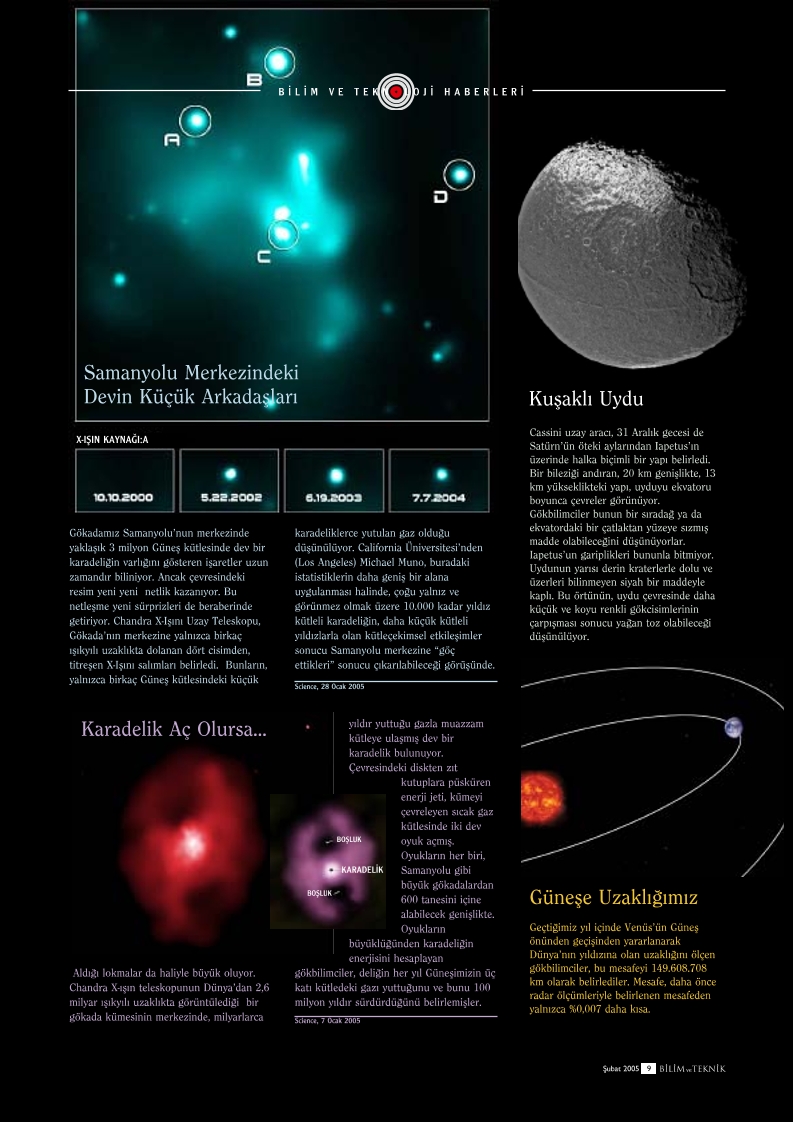 BİLİM VE TEKNOLOJİ HABERLERİ
B
A
D
C
Samanyolu Merkezindeki
Devin Küçük Arkadaşları
X-IŞIN KAYNAĞI:A
10.10.2000
5.22.2002
6.19.2003
7.7.2004
Gökadamız Samanyolu’nun merkezinde
yaklaşık 3 milyon Güneş kütlesinde dev bir
karadeliğin varlığını gösteren işaretler uzun
zamandır biliniyor. Ancak çevresindeki
resim yeni yeni netlik kazanıyor. Bu
netleşme yeni sürprizleri de beraberinde
getiriyor. Chandra X-Işını Uzay Teleskopu,
Gökada’nın merkezine yalnızca birkaç
ışıkyılı uzaklıkta dolanan dört cisimden,
titreşen X-Işını salımları belirledi. Bunların,
yalnızca birkaç Güneş kütlesindeki küçük
karadeliklerce yutulan gaz olduğu
düşünülüyor. California Üniversitesi’nden
(Los Angeles) Michael Muno, buradaki
istatistiklerin daha geniş bir alana
uygulanması halinde, çoğu yalnız ve
görünmez olmak üzere 10.000 kadar yıldız
kütleli karadeliğin, daha küçük kütleli
yıldızlarla olan kütleçekimsel etkileşimler
sonucu Samanyolu merkezine “göç
ettikleri” sonucu çıkarılabileceği görüşünde.
Science, 28 Ocak 2005
Karadelik Aç Olursa...
BOŞLUK
KARADELİK
BOŞLUK
Aldığı lokmalar da haliyle büyük oluyor.
Chandra X-ışın teleskopunun Dünya’dan 2,6
milyar ışıkyılı uzaklıkta görüntülediği bir
gökada kümesinin merkezinde, milyarlarca
yıldır yuttuğu gazla muazzam
kütleye ulaşmış dev bir
karadelik bulunuyor.
Çevresindeki diskten zıt
kutuplara püsküren
enerji jeti, kümeyi
çevreleyen sıcak gaz
kütlesinde iki dev
oyuk açmış.
Oyukların her biri,
Samanyolu gibi
büyük gökadalardan
600 tanesini içine
alabilecek genişlikte.
Oyukların
büyüklüğünden karadeliğin
enerjisini hesaplayan
gökbilimciler, deliğin her yıl Güneşimizin üç
katı kütledeki gazı yuttuğunu ve bunu 100
milyon yıldır sürdürdüğünü belirlemişler.
Science, 7 Ocak 2005
Kuşaklı Uydu
Cassini uzay aracı, 31 Aralık gecesi de
Satürn’ün öteki aylarından Iapetus’ın
üzerinde halka biçimli bir yapı belirledi.
Bir bileziği andıran, 20 km genişlikte, 13
km yükseklikteki yapı, uyduyu ekvatoru
boyunca çevreler görünüyor.
Gökbilimciler bunun bir sıradağ ya da
ekvatordaki bir çatlaktan yüzeye sızmış
madde olabileceğini düşünüyorlar.
Iapetus’un gariplikleri bununla bitmiyor.
Uydunun yarısı derin kraterlerle dolu ve
üzerleri bilinmeyen siyah bir maddeyle
kaplı. Bu örtünün, uydu çevresinde daha
küçük ve koyu renkli gökcisimlerinin
çarpışması sonucu yağan toz olabileceği
düşünülüyor.
Güneşe Uzaklığımız
Geçtiğimiz yıl içinde Venüs’ün Güneş
önünden geçişinden yararlanarak
Dünya’nın yıldızına olan uzaklığını ölçen
gökbilimciler, bu mesafeyi 149.608.708
km olarak belirlediler. Mesafe, daha önce
radar ölçümleriyle belirlenen mesafeden
yalnızca %0,007 daha kısa.
Şubat 2005 9 BİLİM ve TEKNİK